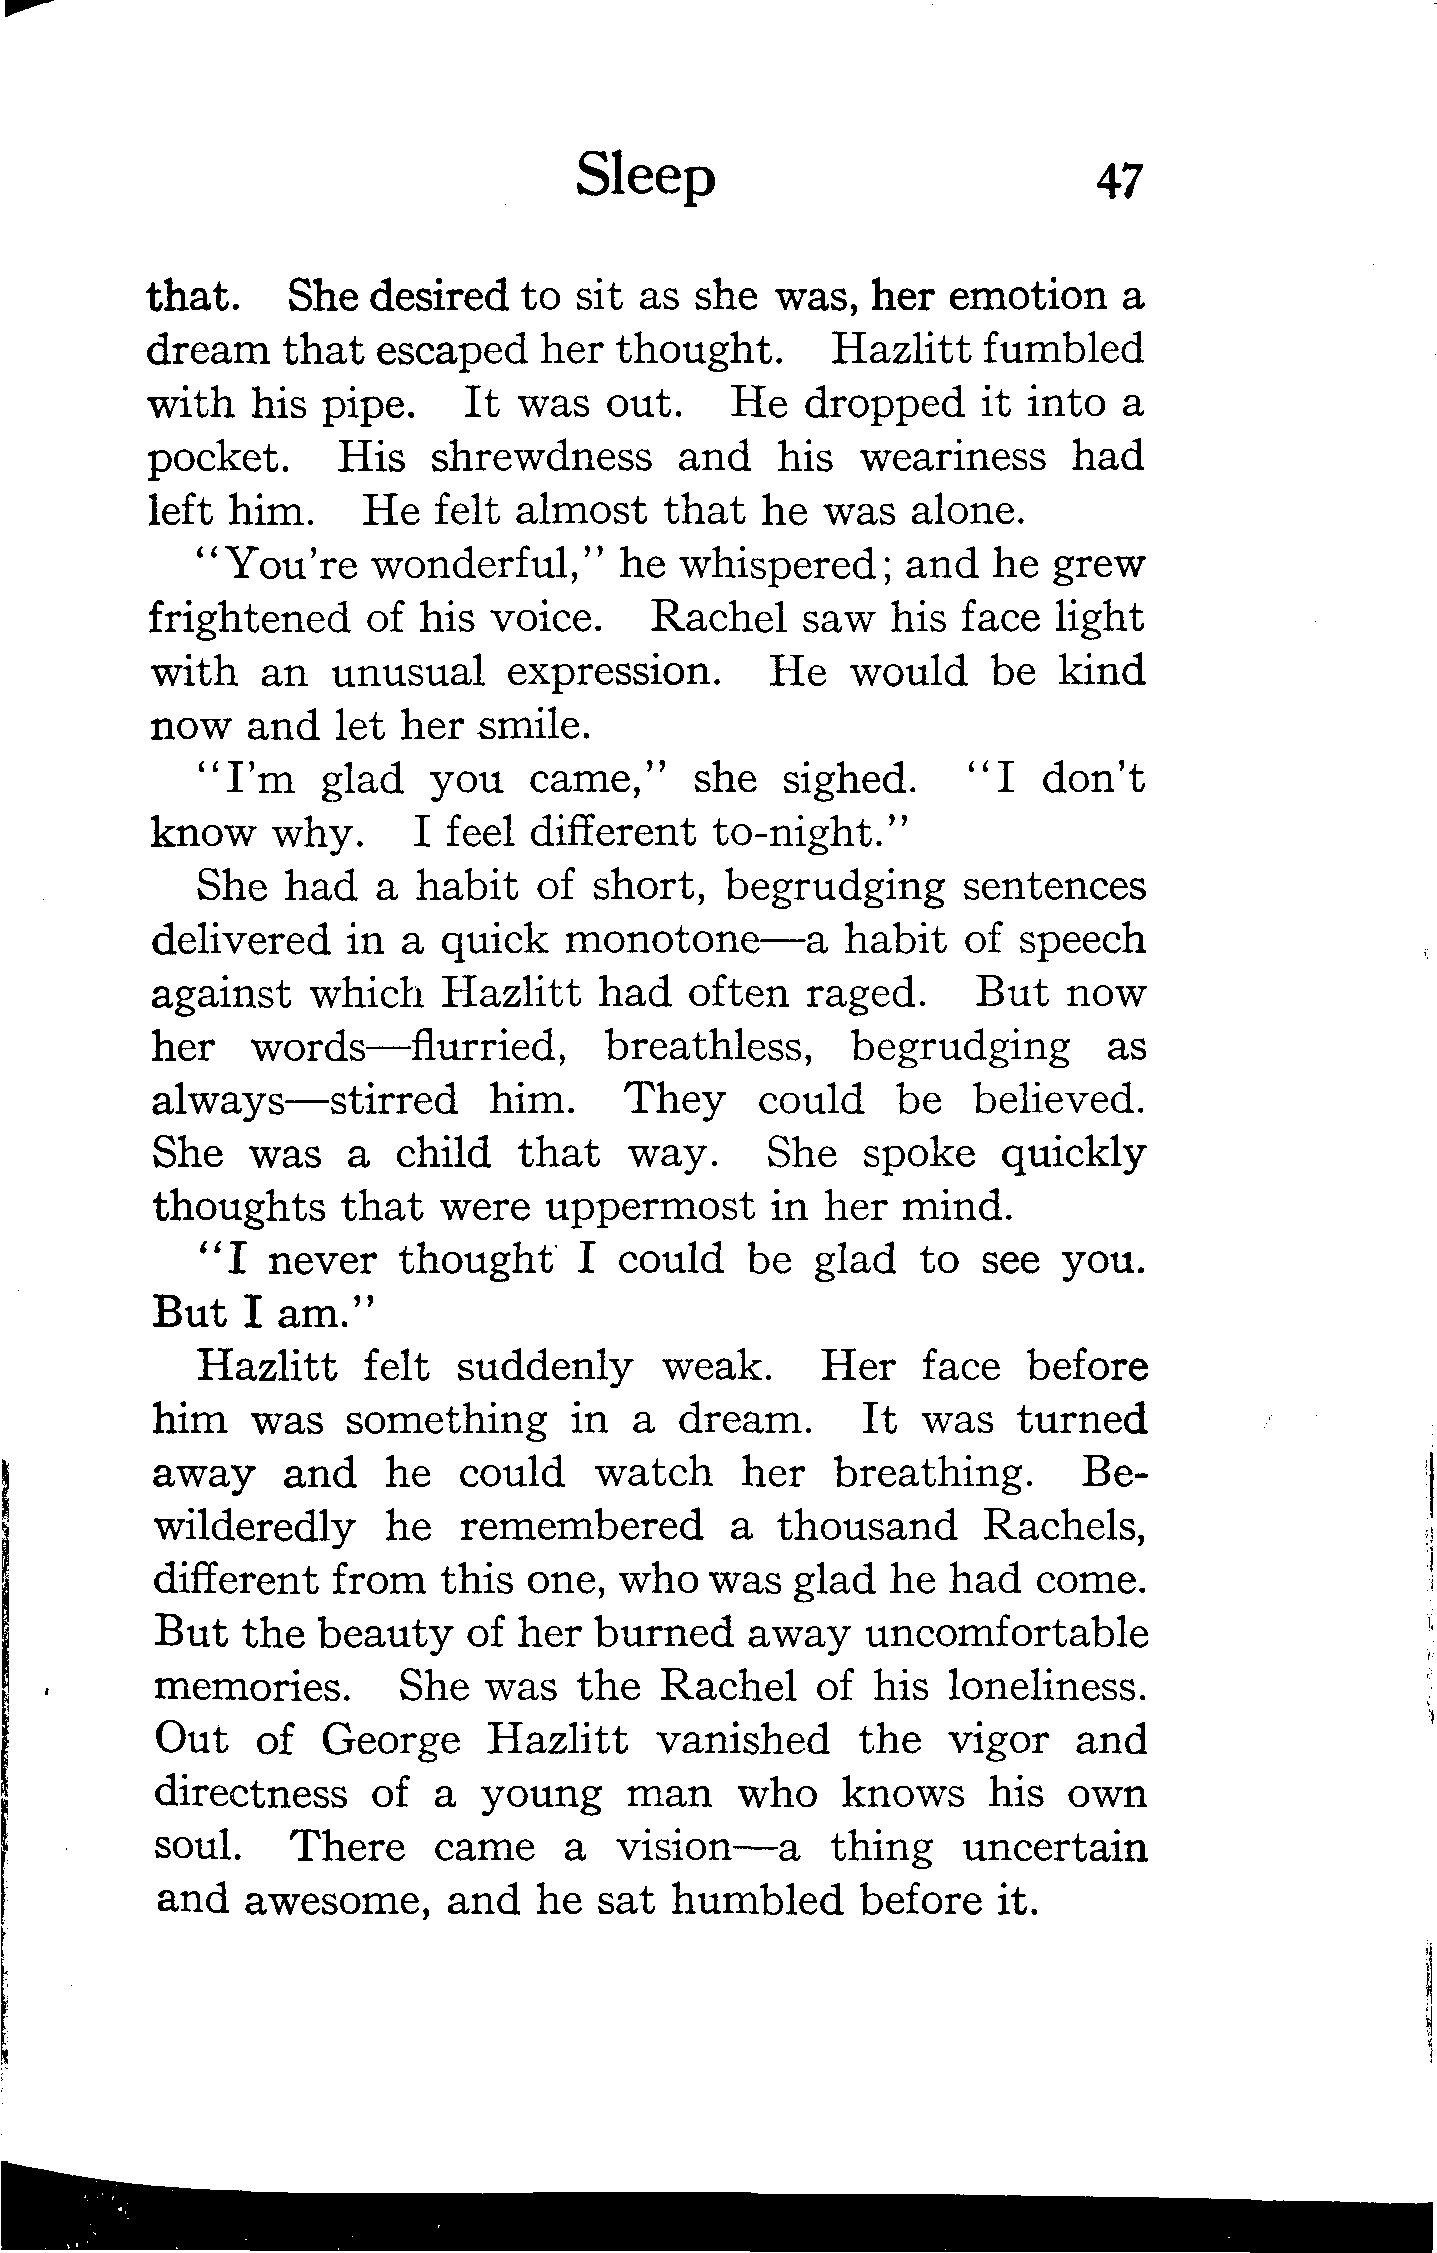 Sleep 47
that. She desired to sit as she was, her emotion a
dream that escaped her thought. Hazlitt fumbled
with his pipe. It was out. He dropped it into a
pocket. His shrewdness and his weariness had
left him. He felt almost that he was alone.
"You're wonderful," he whispered; and he grew
frightened of his voice. Rachel saw his face light
with an unusual expression. He would be kind
now and let her smile.
"I'm glad you came," she sighed. "I don't
know why. I feel different to-night."
She had a habit of short, begrudging sentences
delivered in a quick monotone—a habit of speech
against which Hazlitt had often raged. But now
her words—flurried, breathless, begrudging as
always—stirred him. They could be believed.
She was a child that way. She spoke quickly
thoughts that were uppermost in her mind.
"I never thought I could be glad to see you.
But I am."
Hazlitt felt suddenly weak. Her face before
him was something in a dream. It was turned
away and he could watch her breathing. Be-
wilderedly he remembered a thousand Rachels,
different from this one, who was glad he had come.
But the beauty of her burned away uncomfortable
memories. She was the Rachel of his loneliness.
Out of George Hazlitt vanished the vigor and
directness of a young man who knows his own
soul. There came a vision—a thing uncertain
and awesome, and he sat humbled before it.